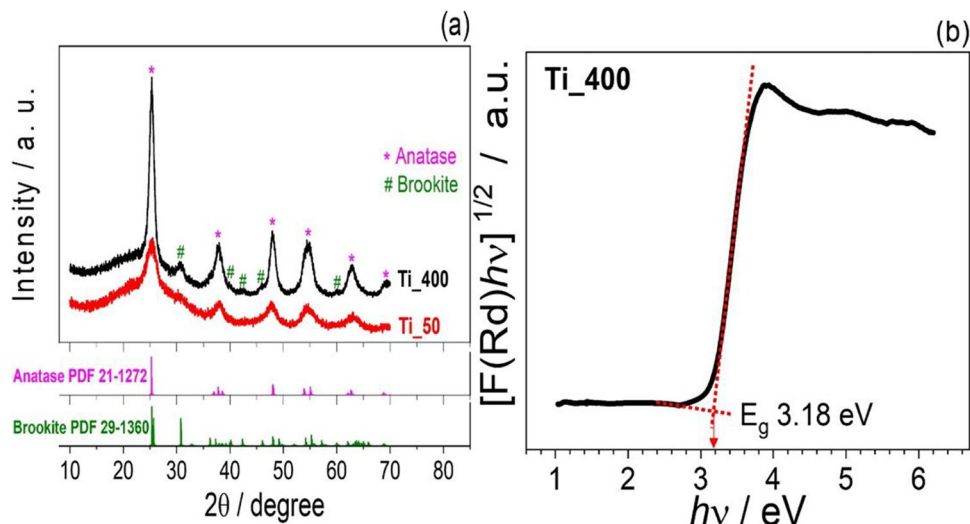 (a)
Intensity / a. u.
*
* Anatase
# Brookite
#
*
#
#
*
#
*
*
#
*
Ti_400
Ti_50
Anatase PDF 21-1272
Brookite PDF 29-1360
10 20 30 40 50 60 70 80
2θ / degree
(b)
[F(Rd)hν]^1/2 / a.u.
Ti_400
E_g 3.18 eV
1 2 3 4 5 6
hν / eV